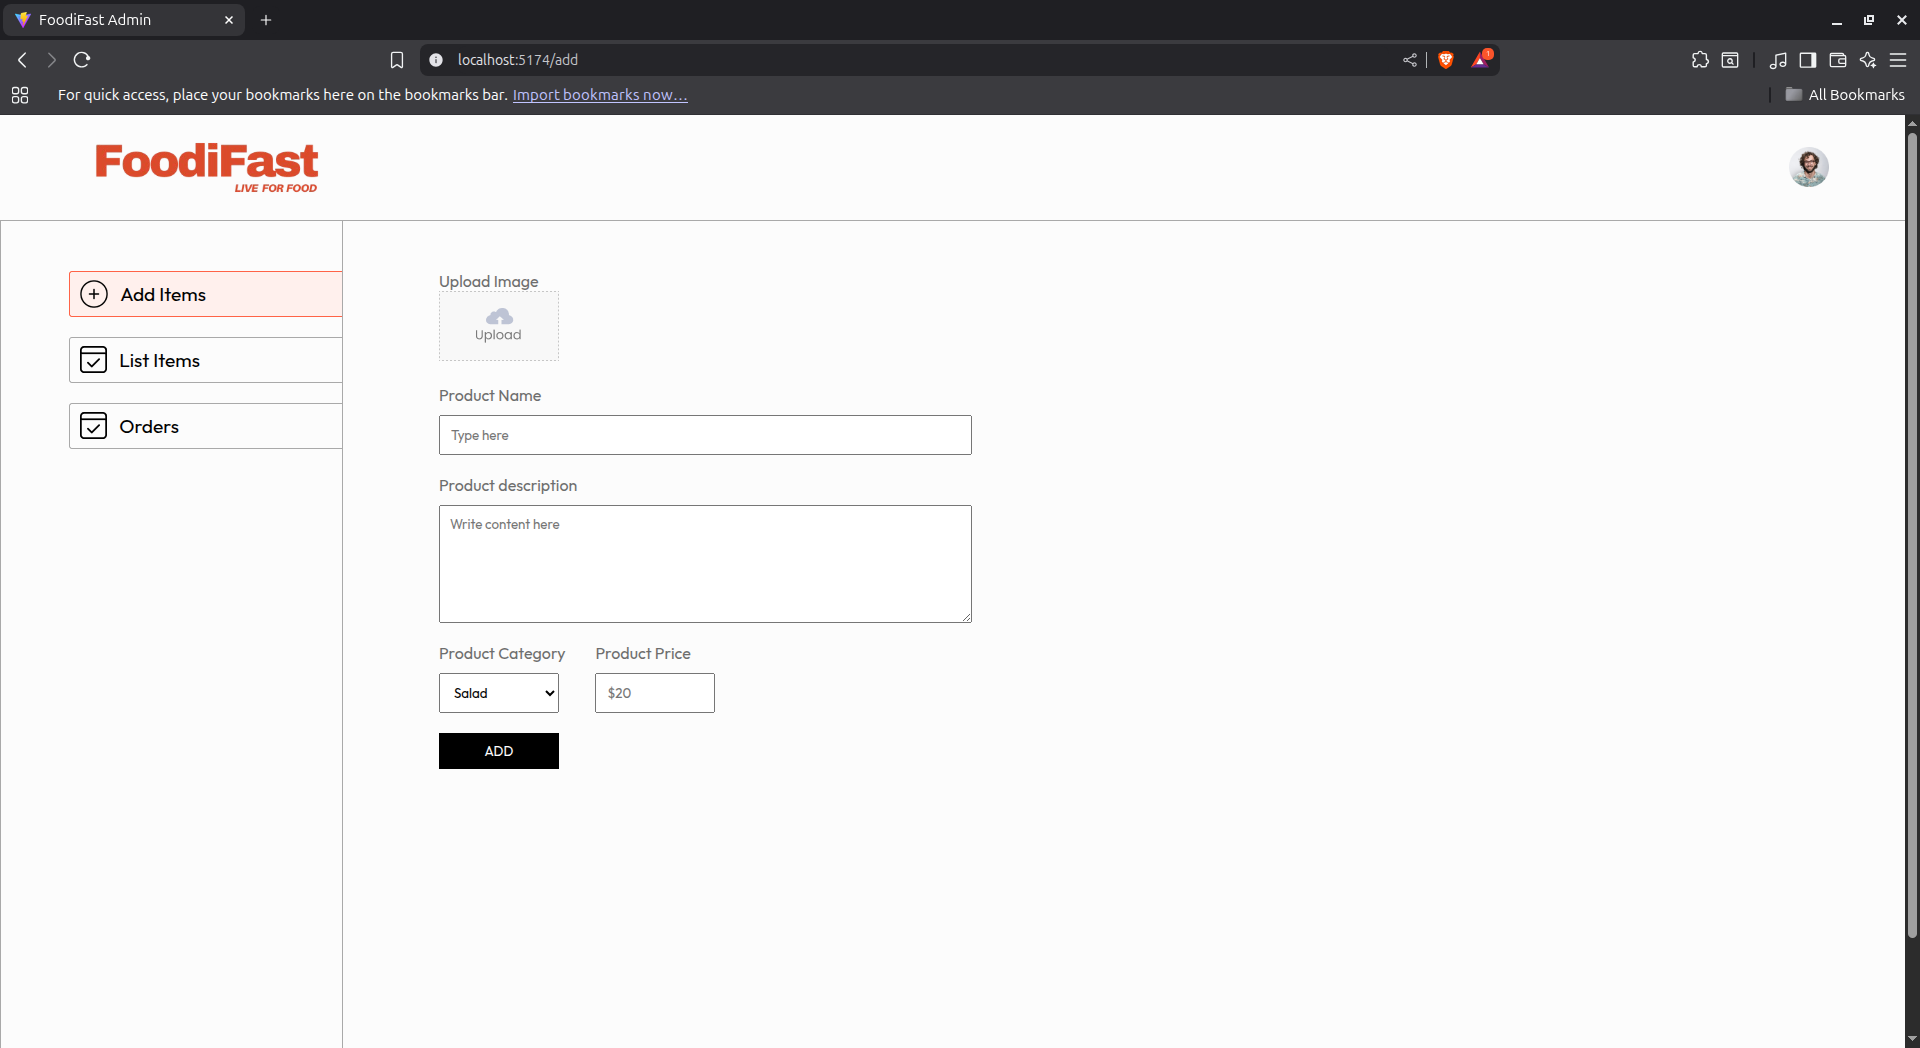 FoodiFast Admin
localhost:5174/add
1
For quick access, place your bookmarks here on the bookmarks bar. Import bookmarks now...
All Bookmarks
FoodiFast
LIVE FOR FOOD
Add Items
List Items
Orders
Upload Image
Upload
Product Name
Type here
Product description
Write content here
Product Category
Product Price
Salad
$20
ADD